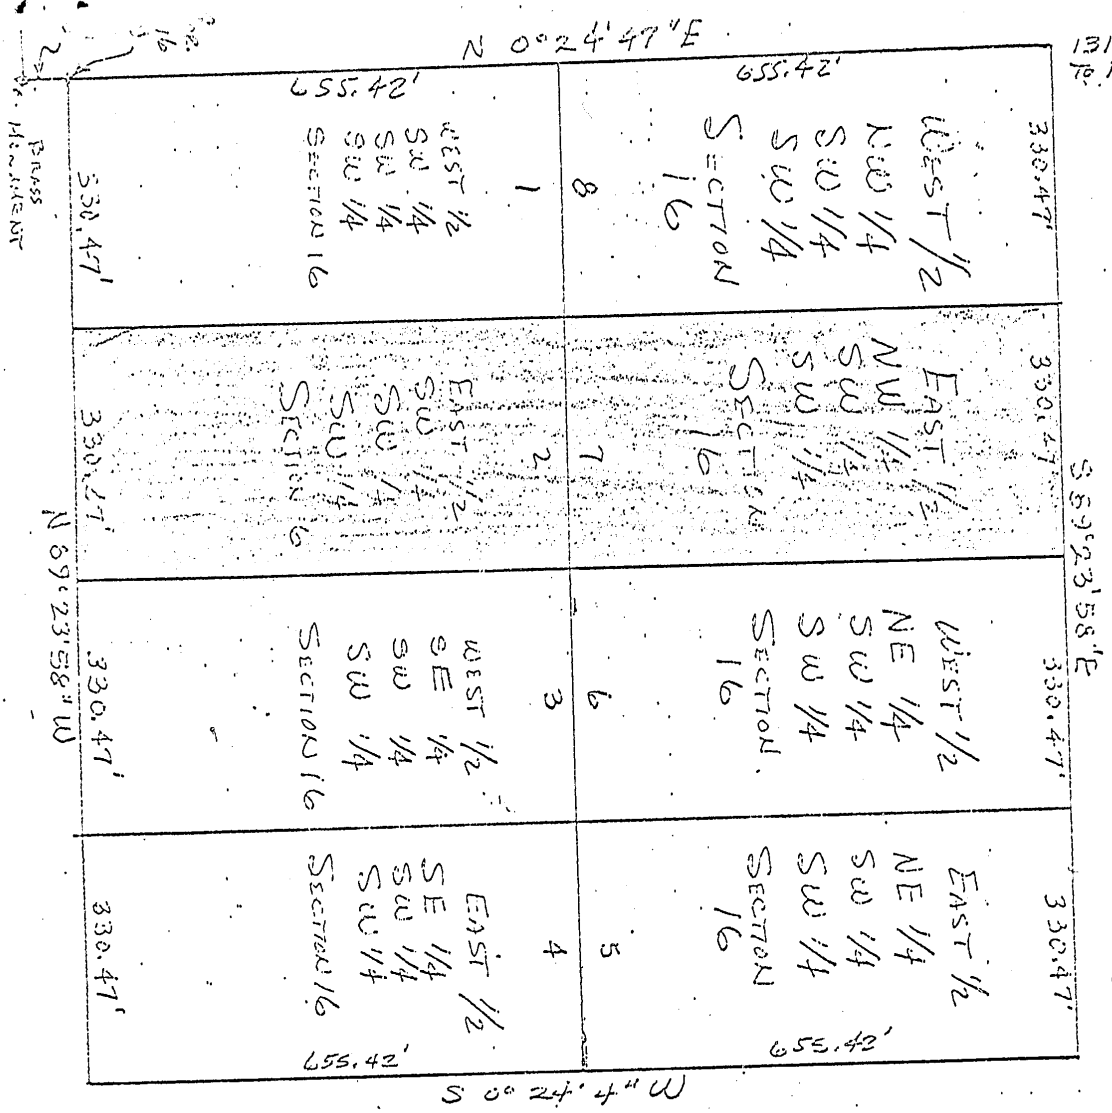 N 0°24'47"E
655.42'
655.42'
330.47'
WEST 1/2
SW 1/4
SW 1/4
SW 1/4
SECTION 16
1
8
WEST 1/2
NW 1/4
SW 1/4
SW 1/4
SECTION
16
330.47'
BRASS
MONUMENT
330.47'
EAST 1/2
SW 1/4
SW 1/4
SW 1/4
SECTION 16
2
7
EAST 1/2
NW 1/4
SW 1/4
SW 1/4
SECTION
16
330.47'
S 89°23'58"E
N 89°23'58"W
330.47'
WEST 1/2
SE 1/4
SW 1/4
SW 1/4
SECTION 16
3
6
WEST 1/2
NE 1/4
SW 1/4
SW 1/4
SECTION
16
330.47'
330.47'
EAST 1/2
SE 1/4
SW 1/4
SW 1/4
SECTION 16
4
5
EAST 1/2
NE 1/4
SW 1/4
SW 1/4
SECTION
16
330.47'
655.42'
655.42'
S 0°24'4"W